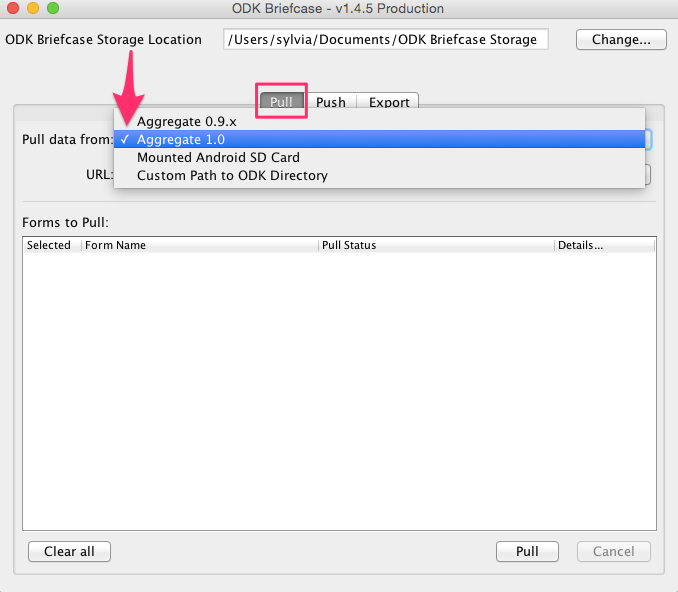 ODK Briefcase - v1.4.5 Production
ODK Briefcase Storage Location /Users/sylvia/Documents/ODK Briefcase Storage Change...
Pull Push Export
Aggregate 0.9.x
Pull data from: ✓ Aggregate 1.0
Mounted Android SD Card
URL: Custom Path to ODK Directory
Forms to Pull:
Selected Form Name Pull Status Details...
Clear all Pull Cancel